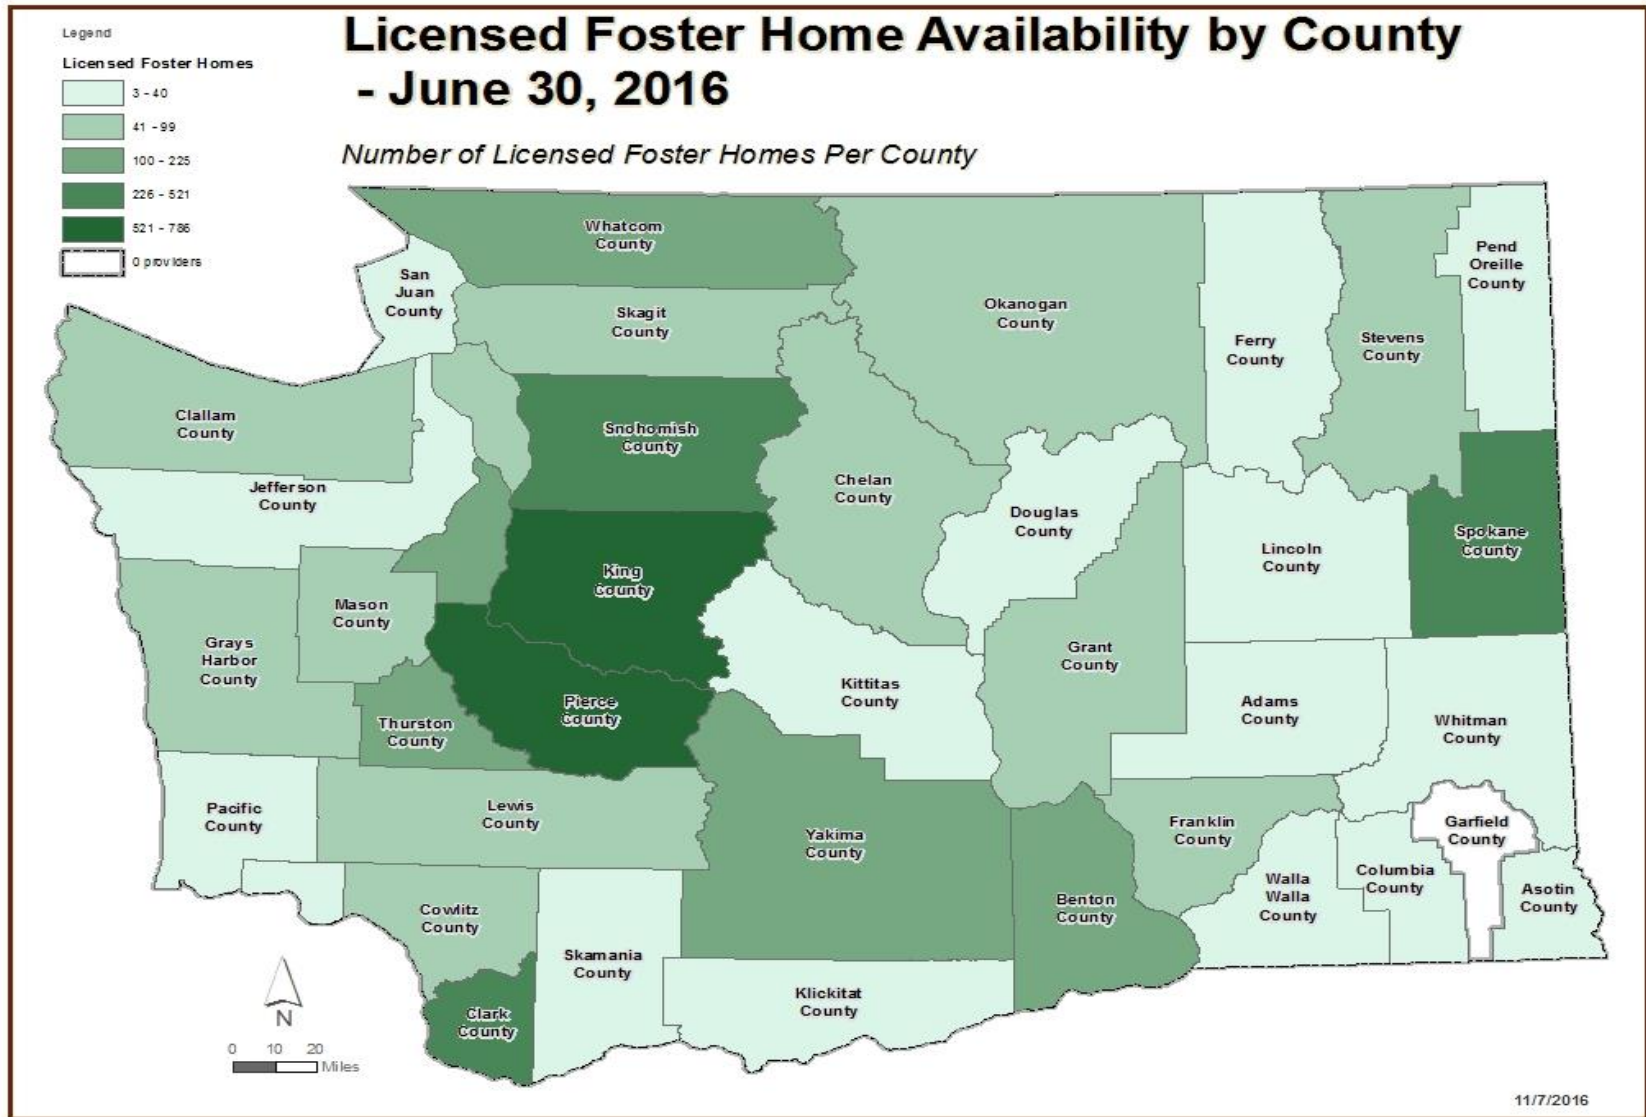 Legend
Licensed Foster Homes
3 - 40
41 - 99
100 - 225
226 - 521
521 - 786
0 providers
Licensed Foster Home Availability by County
- June 30, 2016
Number of Licensed Foster Homes Per County
Whatcom
County
San
Juan
County
Skagit
County
Okanogan
County
Ferry
County
Stevens
County
Pend
Oreille
County
Clallam
County
Snohomish
County
Chelan
County
Jefferson
County
Douglas
County
Lincoln
County
Spokane
County
King
County
Mason
County
Grays
Harbor
County
Grant
County
Kittitas
County
Pierce
County
Thurston
County
Adams
County
Whitman
County
Pacific
County
Lewis
County
Yakima
County
Franklin
County
Garfield
County
Walla
Walla
County
Columbia
County
Asotin
County
Benton
County
Cowlitz
County
Skamania
County
Klickitat
County
Clark
County
N
0 10 20
Miles
11/7/2016